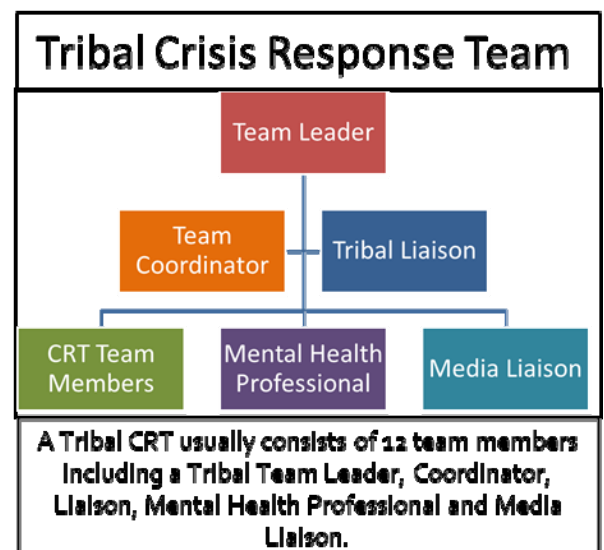 Tribal Crisis Response Team
Team Leader
Team
Coordinator
Tribal Liaison
CRT Team
Members
Mental Health
Professional
Media Liaison
A Tribal CRT usually consists of 12 team members
including a Tribal Team Leader, Coordinator,
Liaison, Mental Health Professional and Media
Liaison.